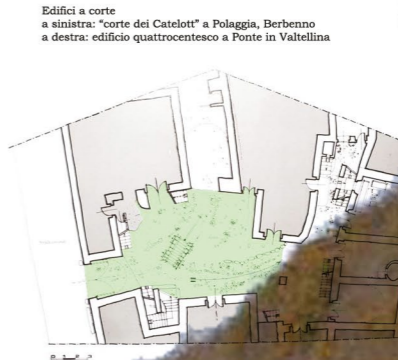 Edifici a corte
a sinistra: “corte dei Catelott” a Polaggia, Berbenno
a destra: edificio quattrocentesco a Ponte in Valtellina